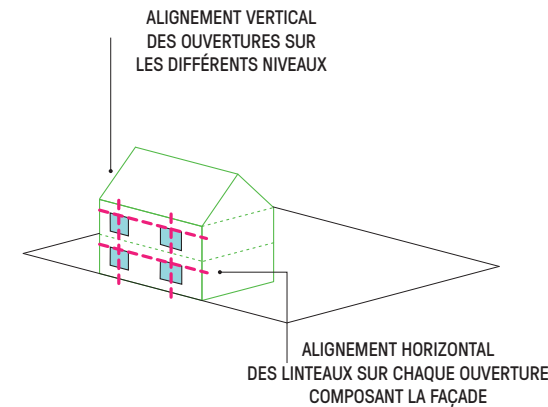 ALIGNEMENT VERTICAL
DES OUVERTURES SUR
LES DIFFÉRENTS NIVEAUX
ALIGNEMENT HORIZONTAL
DES LINTEAUX SUR CHAQUE OUVERTURE
COMPOSANT LA FAÇADE